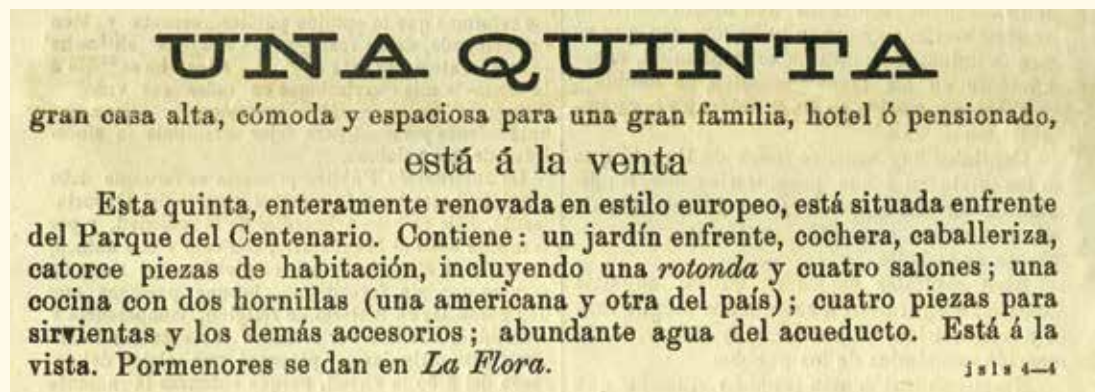 UNA QUINTA
gran casa alta, cómoda y espaciosa para una gran familia, hotel ó pensionado,
está á la venta
Esta quinta, enteramente renovada en estilo europeo, está situada enfrente
del Parque del Centenario. Contiene: un jardín enfrente, cochera, caballeriza,
catorce piezas de habitación, incluyendo una rotonda y cuatro salones; una
cocina con dos hornillas (una americana y otra del país); cuatro piezas para
sirvientas y los demás accesorios; abundante agua del acueducto. Está á la
vista. Pormenores se dan en La Flora.
jsls 4—4